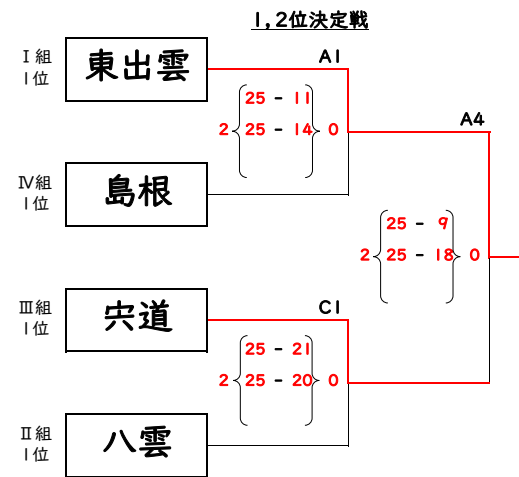 1,2位決定戦
Ⅰ組
1位
東出雲
A1
25 - 11
2 25 - 14 0
A4
Ⅳ組
1位
島根
25 - 9
2 25 - 18 0
Ⅲ組
1位
宍道
C1
25 - 21
2 25 - 20 0
Ⅱ組
1位
八雲